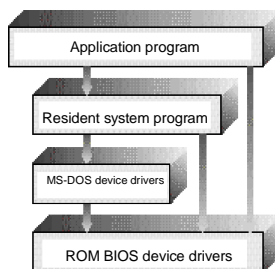 Application program
Resident system program
MS-DOS device drivers
ROM BIOS device drivers